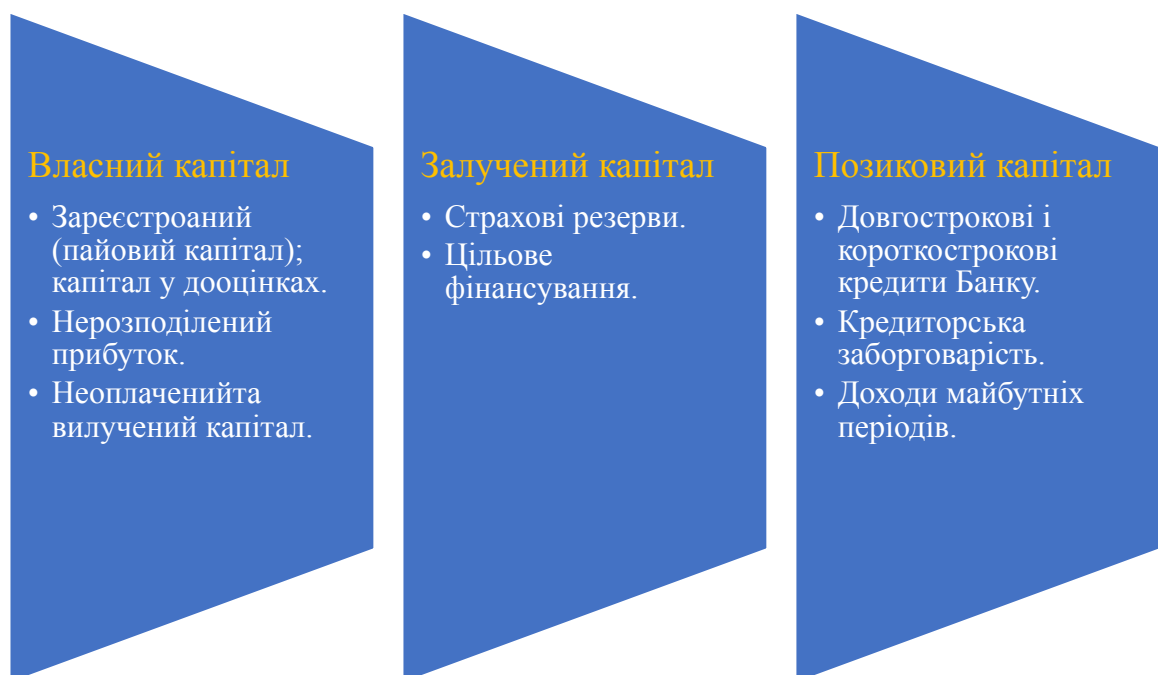 Власний капітал
• Зареєстроаний
(пайовий капітал);
капітал у дооцінках.
• Нерозподілений
прибуток.
• Неоплаченийта
вилучений капітал.
Залучений капітал
• Страхові резерви.
• Цільове
фінансування.
Позиковий капітал
• Довгострокові і
короткострокові
кредити Банку.
• Кредиторська
заборговарість.
• Доходи майбутніх
періодів.